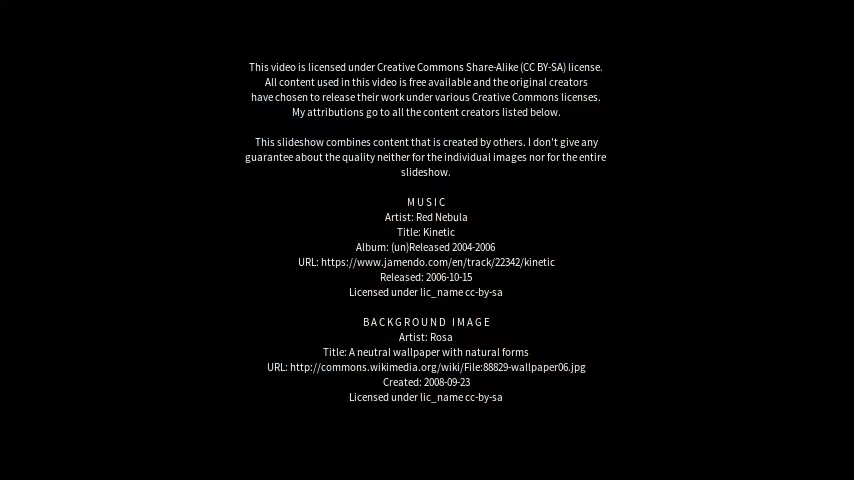 This video is licensed under Creative Commons Share-Alike (CC BY-SA) license.
All content used in this video is free available and the original creators
have chosen to release their work under various Creative Commons licenses.
My attributions go to all the content creators listed below.
This slideshow combines content that is created by others. I don't give any
guarantee about the quality neither for the individual images nor for the entire
slideshow.
M U S I C
Artist: Red Nebula
Title: Kinetic
Album: (un)Released 2004-2006
URL: https://www.jamendo.com/en/track/22342/kinetic
Released: 2006-10-15
Licensed under lic_name cc-by-sa
B A C K G R O U N D  I M A G E
Artist: Rosa
Title: A neutral wallpaper with natural forms
URL: http://commons.wikimedia.org/wiki/File:88829-wallpaper06.jpg
Created: 2008-09-23
Licensed under lic_name cc-by-sa